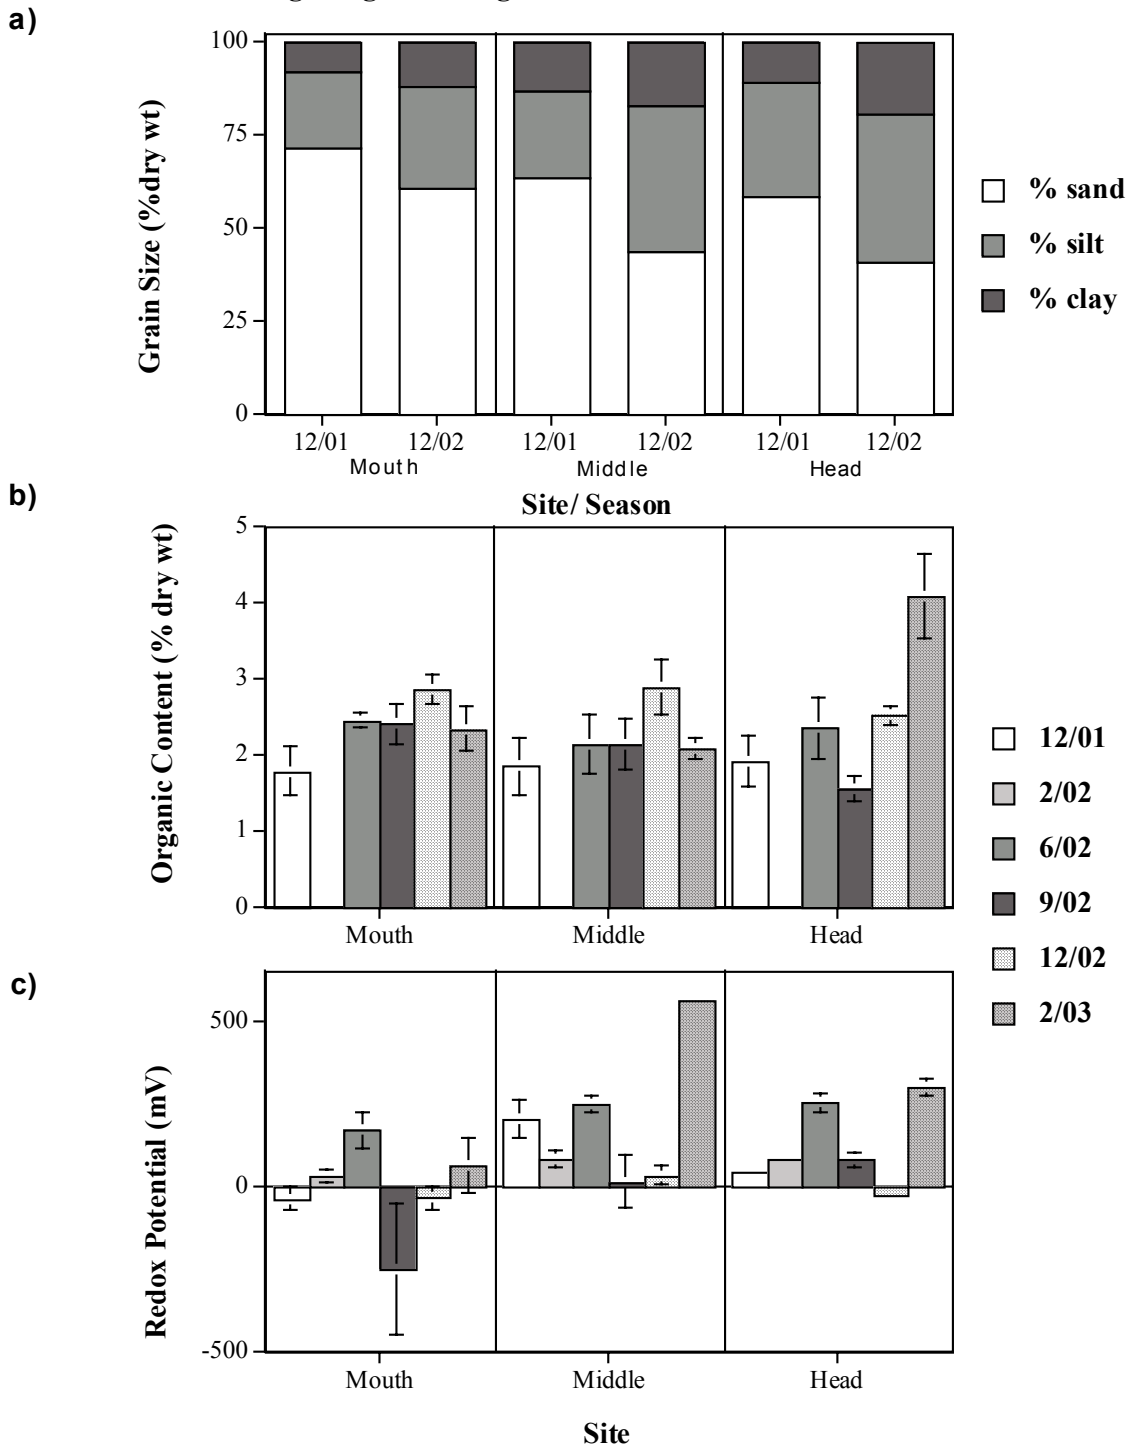 a)
100
75
50
25
0
Grain Size (%dry wt)
12/01 12/02 12/01 12/02 12/01 12/02
Mouth Middle Head
Site/ Season
% sand
% silt
% clay
b)
5
4
3
2
1
0
Organic Content (% dry wt)
Mouth Middle Head
12/01
2/02
6/02
9/02
12/02
2/03
c)
500
0
-500
Redox Potential (mV)
Mouth Middle Head
Site